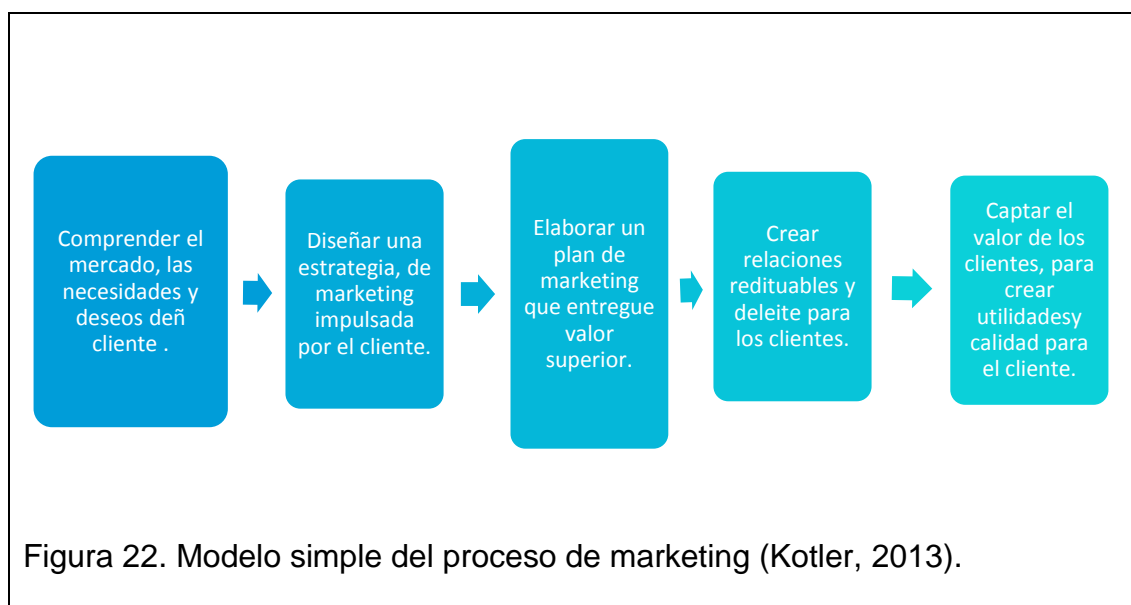 Comprender el
mercado, las
necesidades y
deseos deñ
cliente .
Diseñar una
estrategia, de
marketing
impulsada
por el cliente.
Elaborar un
plan de
marketing
que entregue
valor
superior.
Crear
relaciones
redituables y
deleite para
los clientes.
Captar el
valor de los
clientes, para
crear
utilidadesy
calidad para
el cliente.
Figura 22. Modelo simple del proceso de marketing (Kotler, 2013).